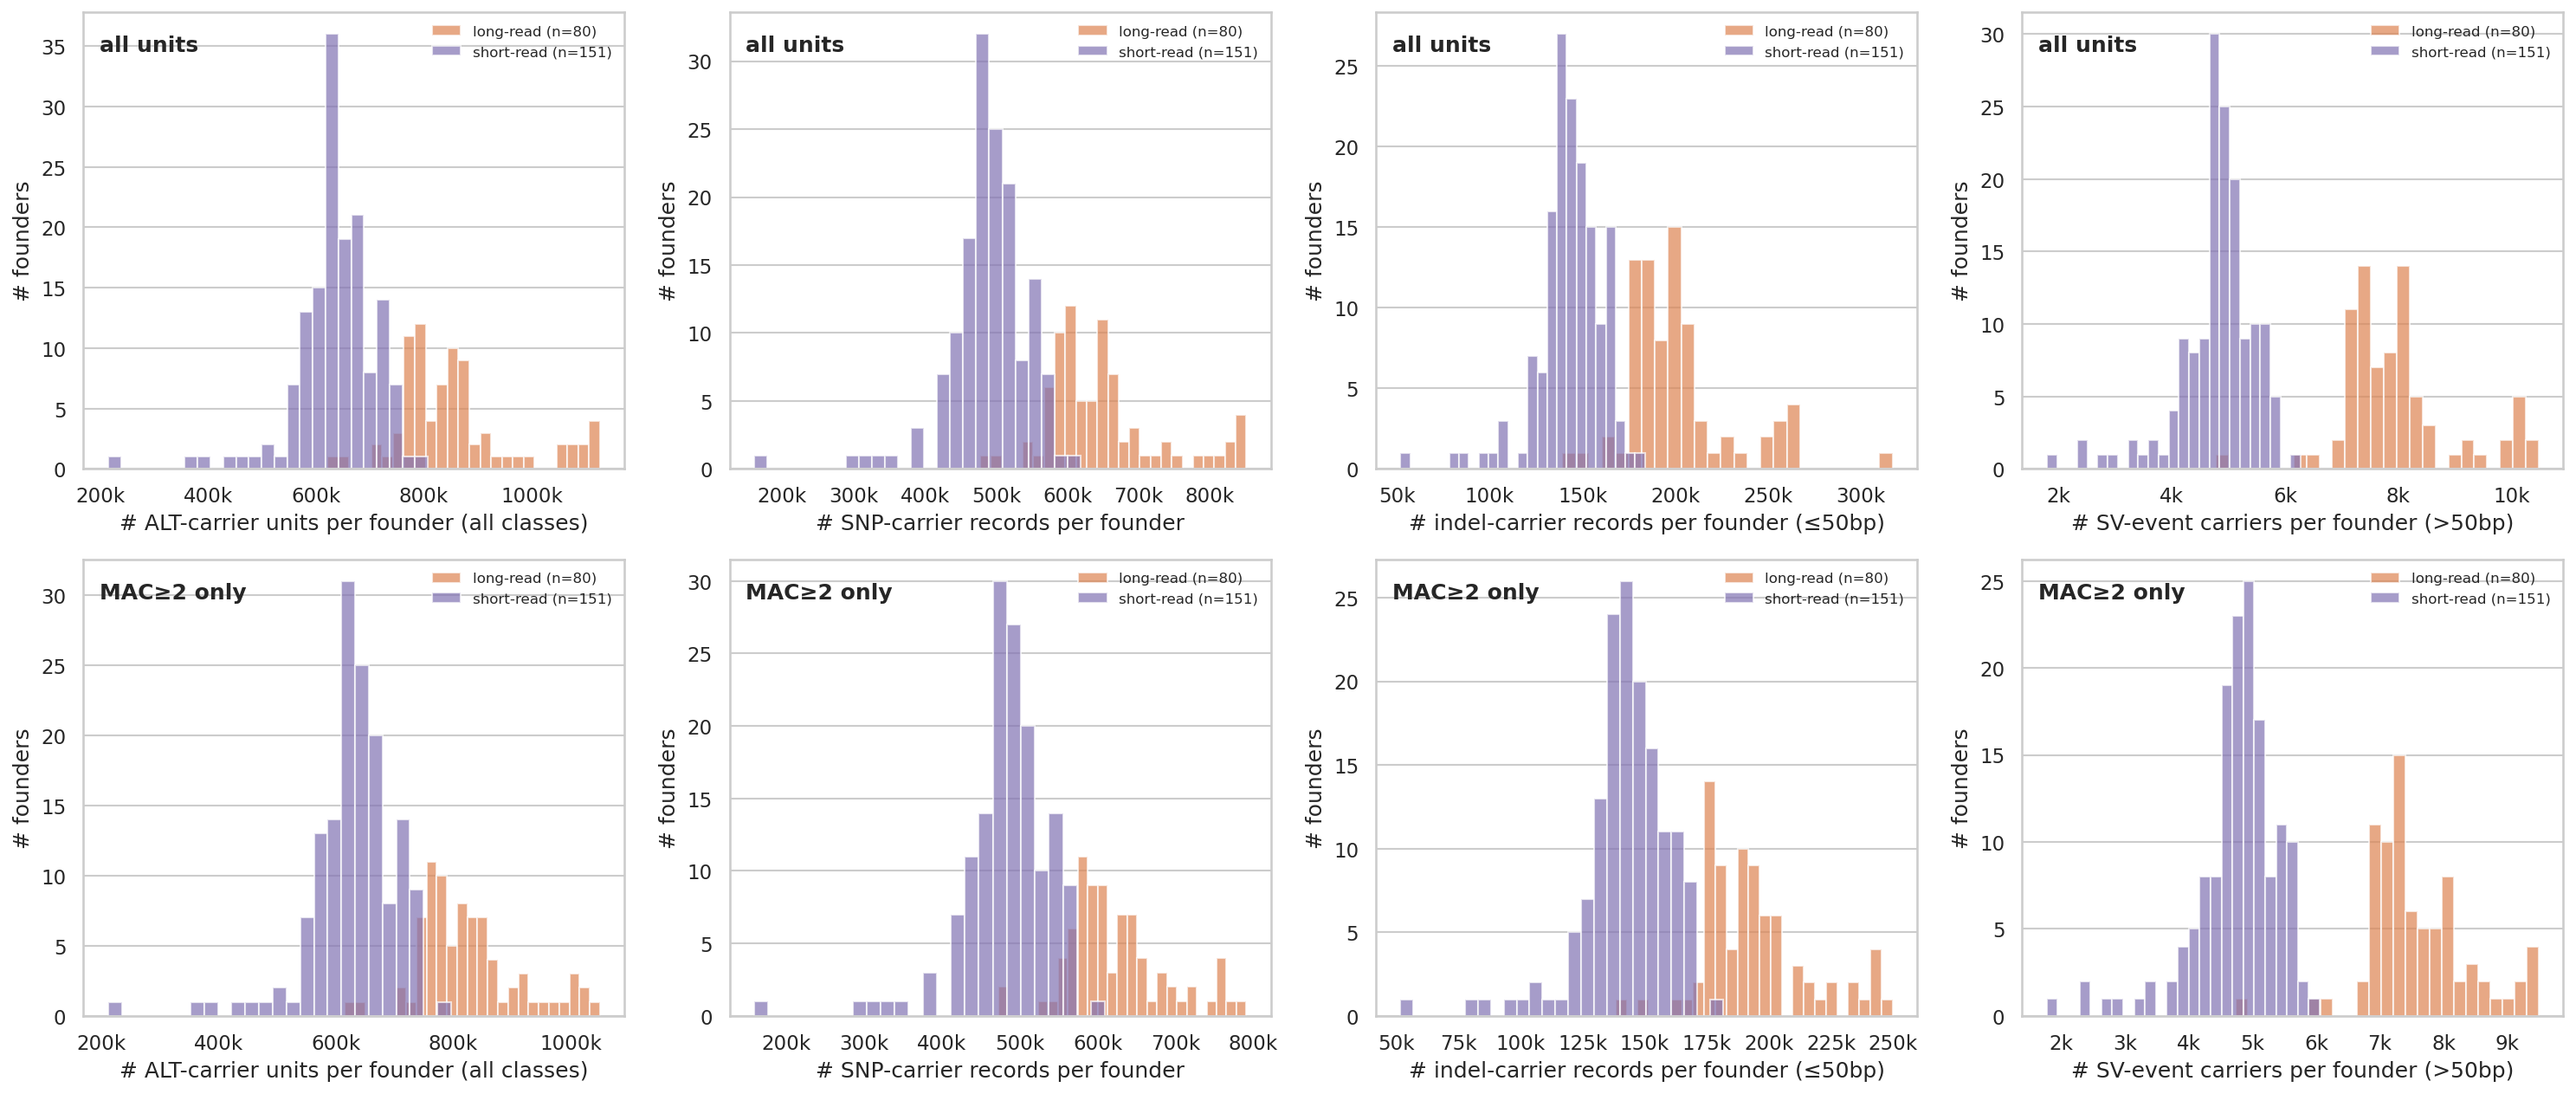 all units
long-read (n=80)
short-read (n=151)
# founders
0
5
10
15
20
25
30
35
200k 400k 600k 800k 1000k
# ALT-carrier units per founder (all classes)
all units
long-read (n=80)
short-read (n=151)
# founders
0
5
10
15
20
25
30
200k 300k 400k 500k 600k 700k 800k
# SNP-carrier records per founder
all units
long-read (n=80)
short-read (n=151)
# founders
0
5
10
15
20
25
50k 100k 150k 200k 250k 300k
# indel-carrier records per founder (≤50bp)
all units
long-read (n=80)
short-read (n=151)
# founders
0
5
10
15
20
25
30
2k 4k 6k 8k 10k
# SV-event carriers per founder (>50bp)
MAC≥2 only
long-read (n=80)
short-read (n=151)
# founders
0
5
10
15
20
25
30
200k 400k 600k 800k 1000k
# ALT-carrier units per founder (all classes)
MAC≥2 only
long-read (n=80)
short-read (n=151)
# founders
0
5
10
15
20
25
30
200k 300k 400k 500k 600k 700k 800k
# SNP-carrier records per founder
MAC≥2 only
long-read (n=80)
short-read (n=151)
# founders
0
5
10
15
20
25
50k 75k 100k 125k 150k 175k 200k 225k 250k
# indel-carrier records per founder (≤50bp)
MAC≥2 only
long-read (n=80)
short-read (n=151)
# founders
0
5
10
15
20
25
2k 3k 4k 5k 6k 7k 8k 9k
# SV-event carriers per founder (>50bp)